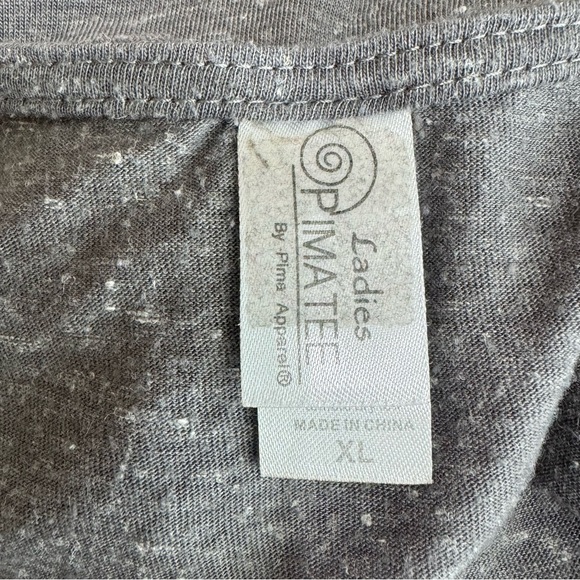 Ladies
PIMATEE
By Pima Apparel®
MADE IN CHINA
XL